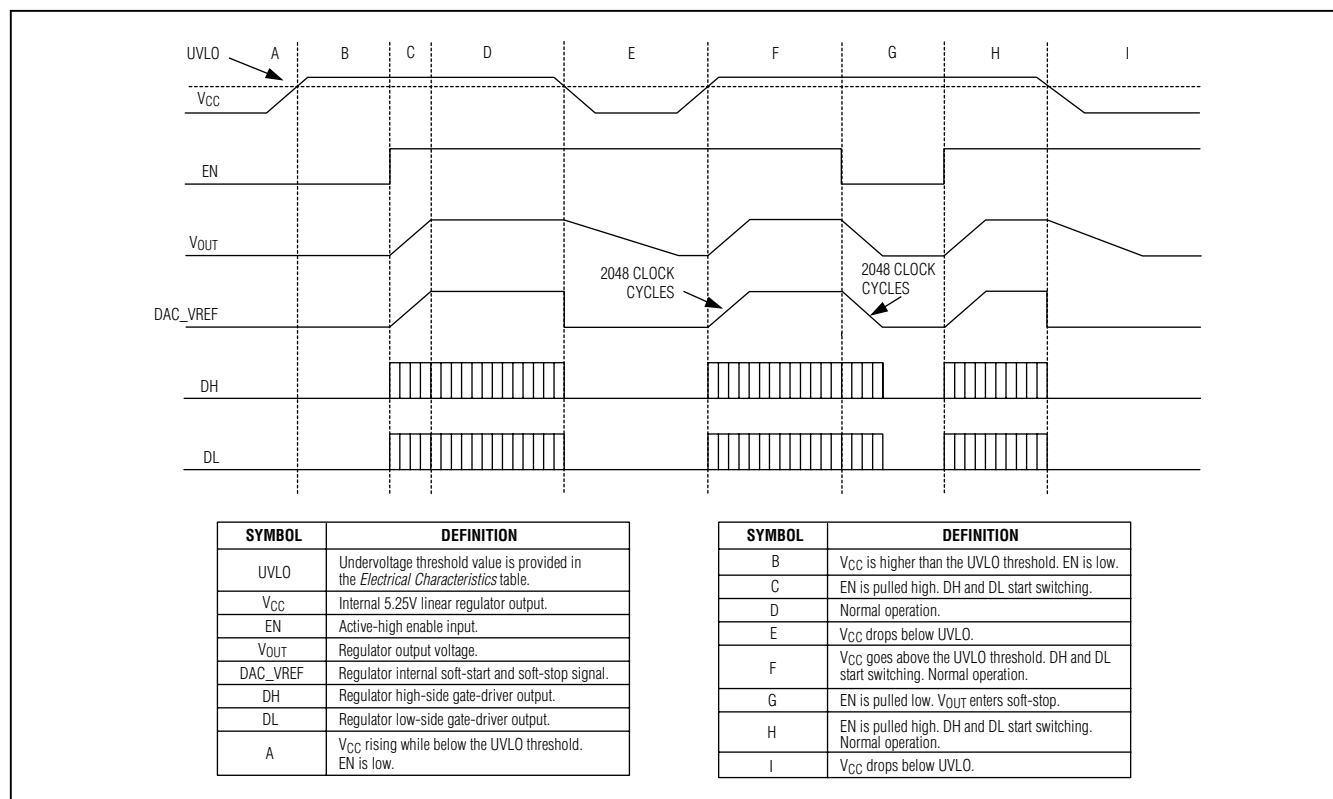 UVLO A B C D E F G H I
VCC
EN
VOUT
2048 CLOCK
CYCLES
2048 CLOCK
CYCLES
DAC_VREF
DH
DL
SYMBOL DEFINITION
UVLO Undervoltage threshold value is provided in
the Electrical Characteristics table.
VCC Internal 5.25V linear regulator output.
EN Active-high enable input.
VOUT Regulator output voltage.
DAC_VREF Regulator internal soft-start and soft-stop signal.
DH Regulator high-side gate-driver output.
DL Regulator low-side gate-driver output.
A VCC rising while below the UVLO threshold.
EN is low.
SYMBOL DEFINITION
B VCC is higher than the UVLO threshold. EN is low.
C EN is pulled high. DH and DL start switching.
D Normal operation.
E VCC drops below UVLO.
F VCC goes above the UVLO threshold. DH and DL
start switching. Normal operation.
G EN is pulled low. VOUT enters soft-stop.
H EN is pulled high. DH and DL start switching.
Normal operation.
I VCC drops below UVLO.